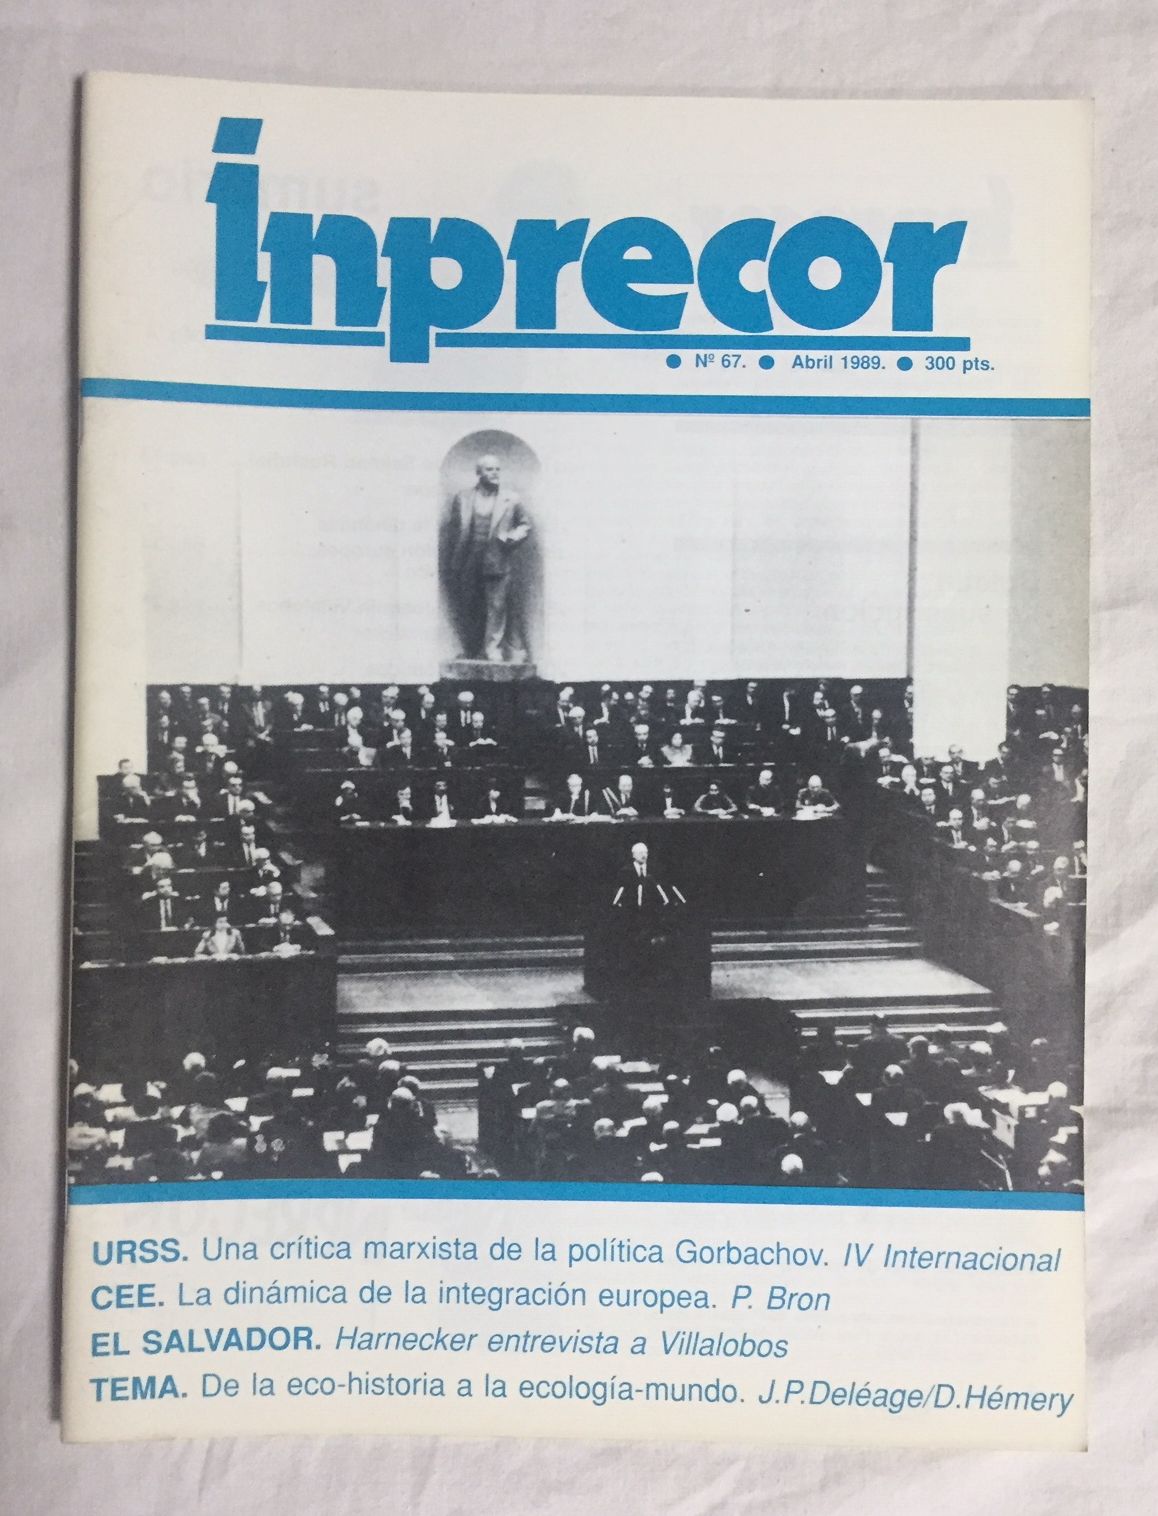 inprecor
● Nº 67. ● Abril 1989. ● 300 pts.
URSS. Una crítica marxista de la política Gorbachov. IV Internacional
CEE. La dinámica de la integración europea. P. Bron
EL SALVADOR. Harnecker entrevista a Villalobos
TEMA. De la eco-historia a la ecología-mundo. J.P.Deléage/D.Hémery